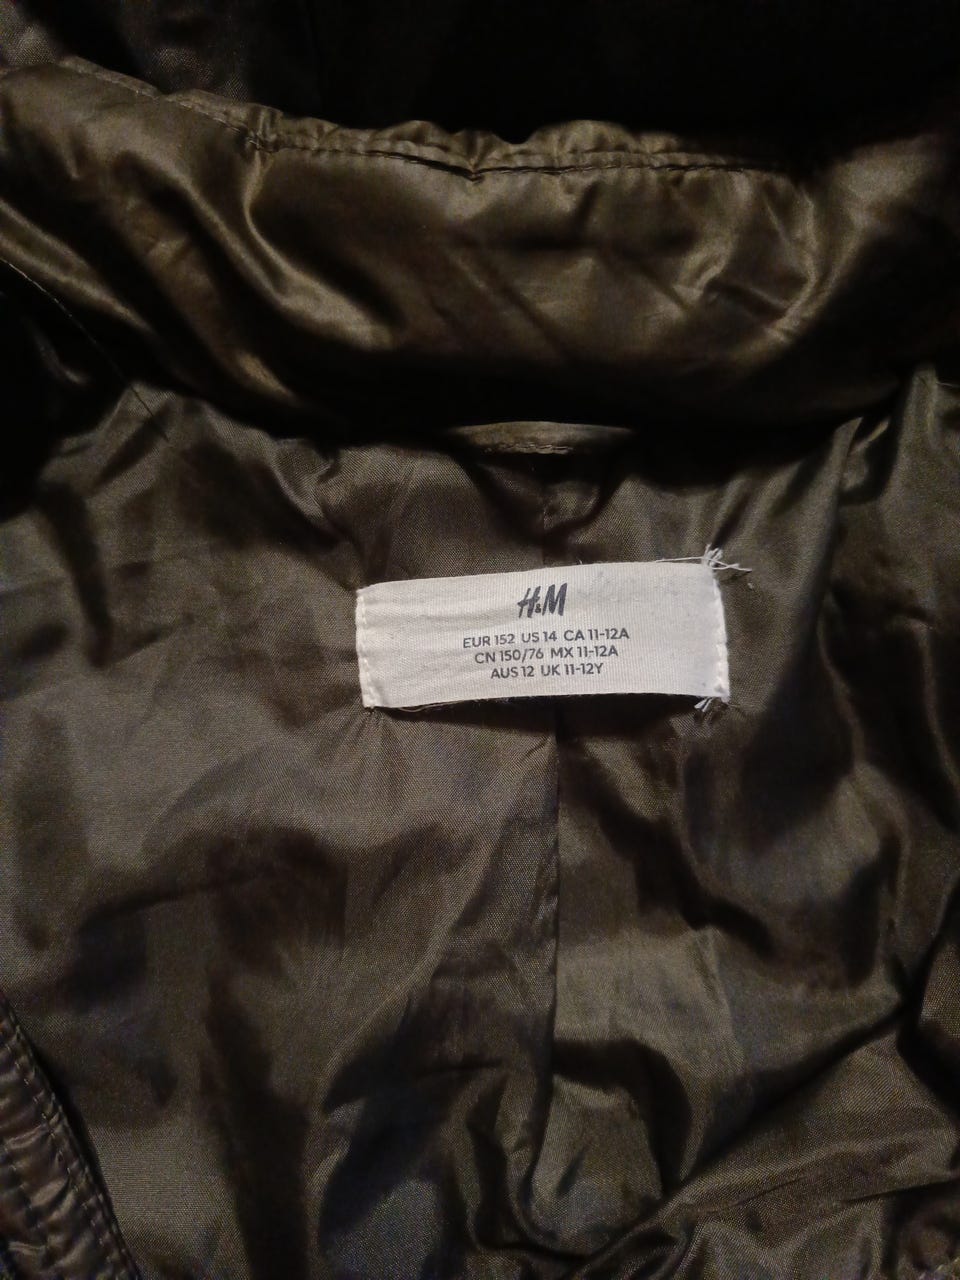 H&M
EUR 152 US 14 CA 11-12A
CN 150/76 MX 11-12A
AUS 12 UK 11-12Y